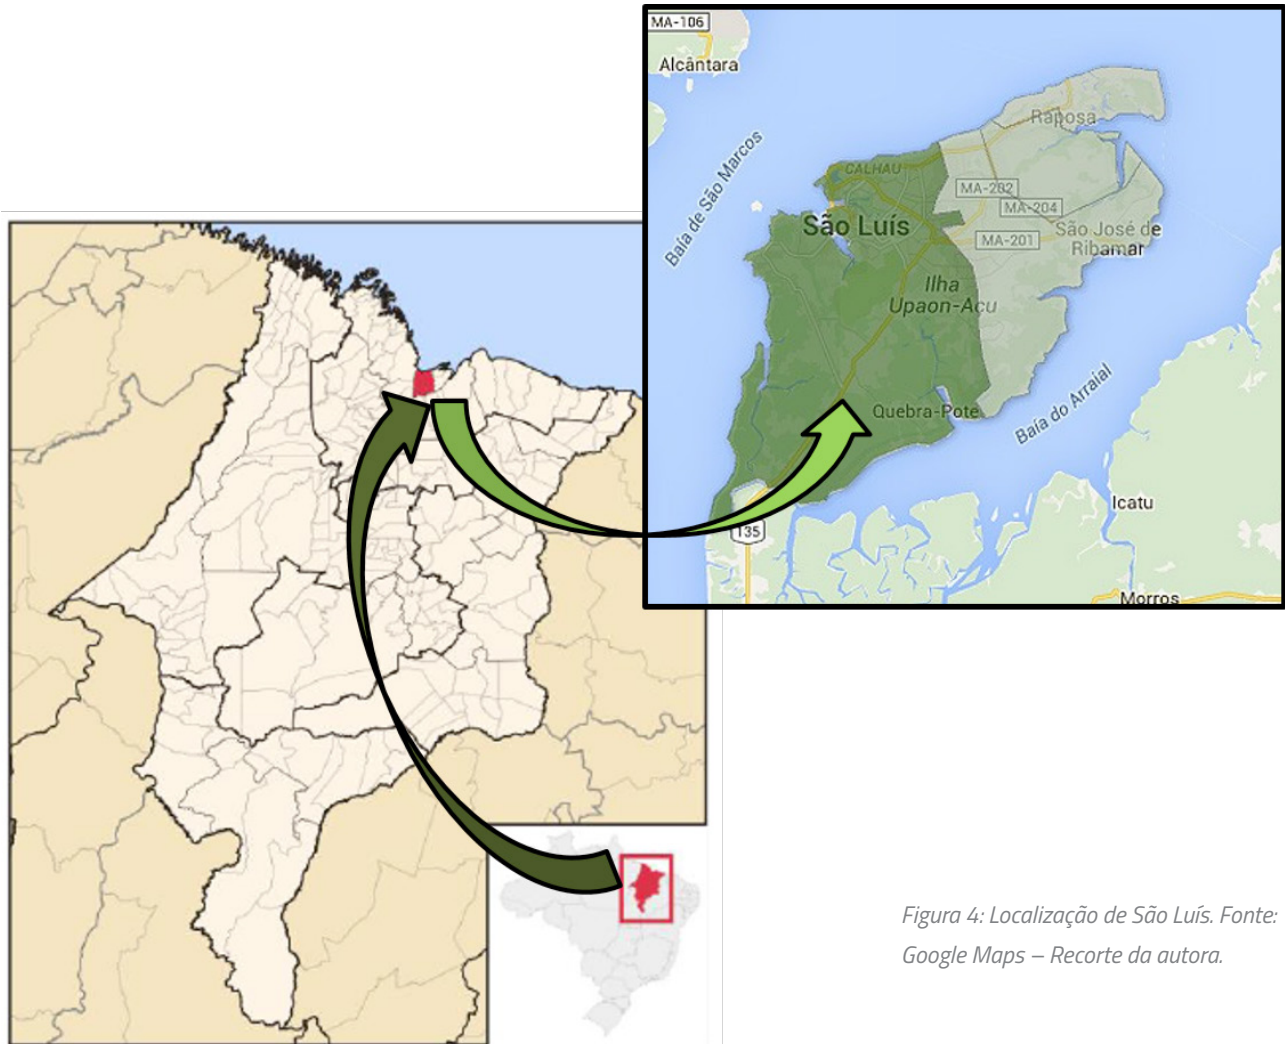 MA-106
Alcântara
Baía de São Marcos
Raposa
CALHAU
MA-202
MA-204
São Luís
São José de
Ribamar
MA-201
Ilha
Upaon-Açu
Quebra-Pote
Baía do Arraial
Icatu
135
Morros
Figura 4: Localização de São Luís. Fonte:
Google Maps – Recorte da autora.